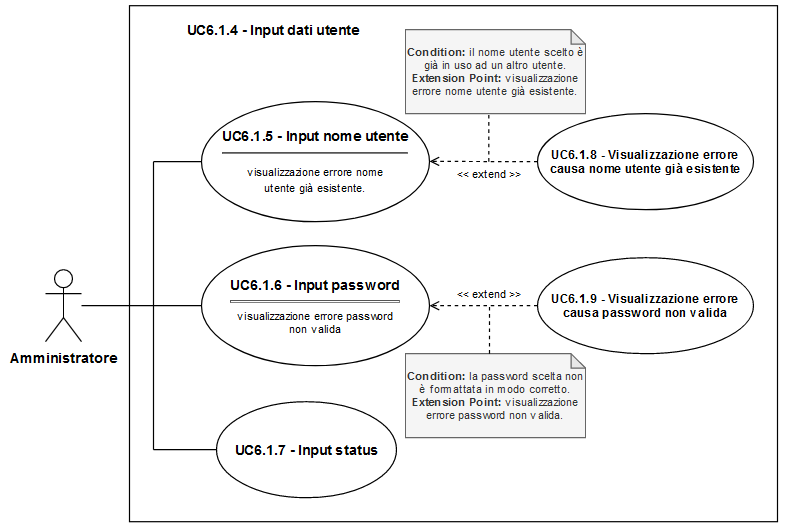 UC6.1.4 - Input dati utente
Condition: il nome utente scelto è
già in uso ad un altro utente.
Extension Point: visualizzazione
errore nome utente già esistente.
UC6.1.5 - Input nome utente
visualizzazione errore nome
utente già esistente.
<< extend >>
UC6.1.8 - Visualizzazione errore
causa nome utente già esistente
UC6.1.6 - Input password
visualizzazione errore password
non valida
<< extend >>
UC6.1.9 - Visualizzazione errore
causa password non valida
Amministratore
Condition: la password scelta non
è formattata in modo corretto.
Extension Point: visualizzazione
errore password non valida.
UC6.1.7 - Input status